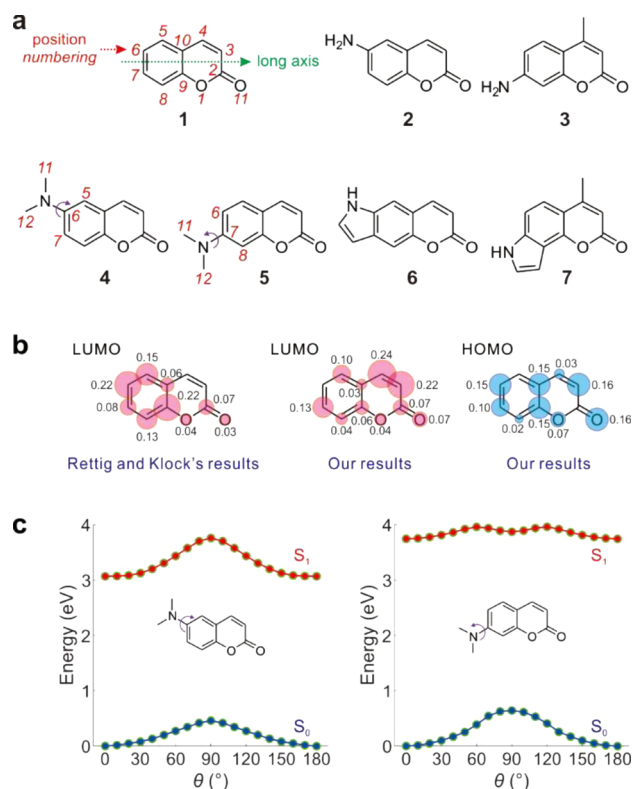 a
position
numbering
long axis
5
4
10
6
3
7
2
9
8
O
1
O
11
1
H₂N
O
O
2
H₂N
O
O
3
11
N
12
5
6
7
O
O
4
6
11
N
7
8
12
O
O
5
H
N
O
O
6
HN
O
O
7
b
LUMO
0.15
0.06
0.22
0.22
0.07
0.08
0.13
O
0.04
O
0.03
Rettig and Klock's results
LUMO
0.24
0.10
0.03
0.22
0.13
0.07
0.06
0.04
O
0.04
O
0.07
Our results
HOMO
0.03
0.15
0.15
0.16
0.10
0.02
0.15
O
0.07
O
0.16
Our results
c
Energy (eV)
4
3
2
1
0
S₁
N
O
O
S₀
0 30 60 90 120 150 180
θ (°)
Energy (eV)
4
3
2
1
0
S₁
N
O
O
S₀
0 30 60 90 120 150 180
θ (°)